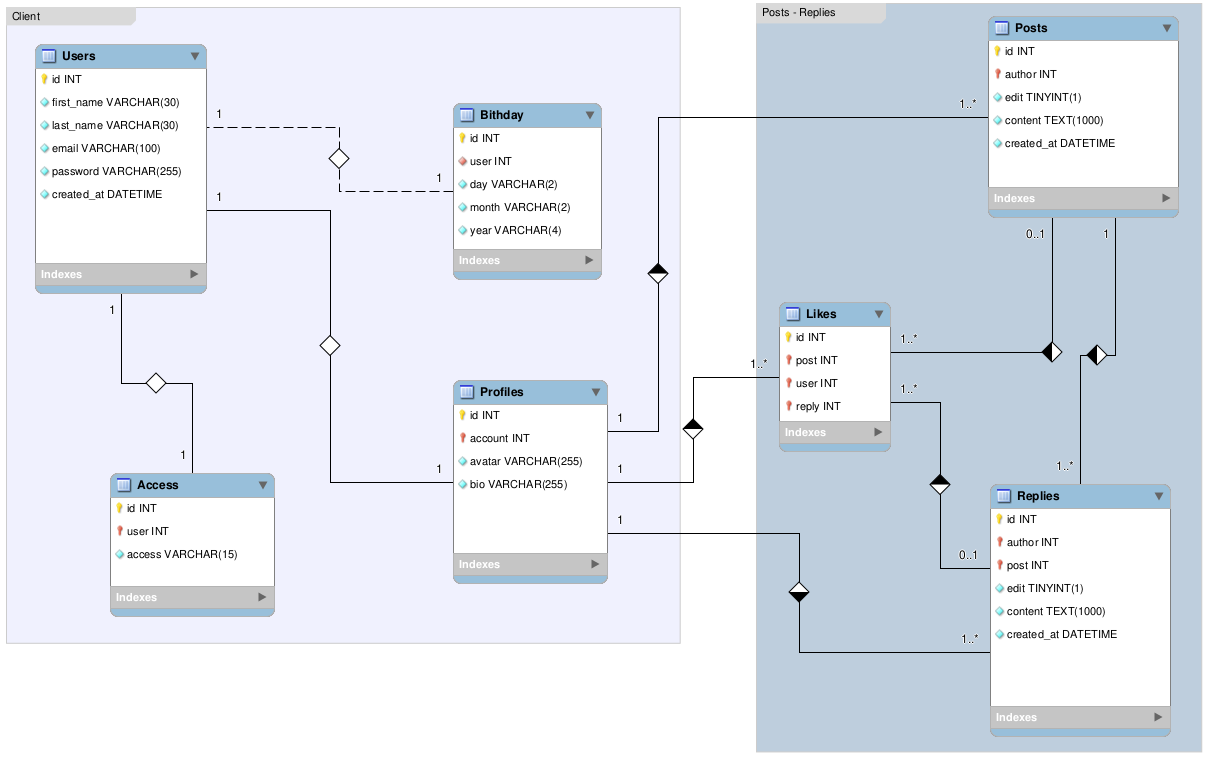 Client
Users
id INT
first_name VARCHAR(30)
last_name VARCHAR(30)
email VARCHAR(100)
password VARCHAR(255)
created_at DATETIME
Indexes
1
1
1
Bithday
id INT
user INT
day VARCHAR(2)
month VARCHAR(2)
year VARCHAR(4)
Indexes
1
Access
id INT
user INT
access VARCHAR(15)
Indexes
1
Profiles
id INT
account INT
avatar VARCHAR(255)
bio VARCHAR(255)
Indexes
1
1
1
1
Posts - Replies
Posts
id INT
author INT
edit TINYINT(1)
content TEXT(1000)
created_at DATETIME
Indexes
1..*
0..1
1
Likes
id INT
post INT
user INT
reply INT
Indexes
1..*
1..*
1..*
Replies
id INT
author INT
post INT
edit TINYINT(1)
content TEXT(1000)
created_at DATETIME
Indexes
1..*
0..1
1..*